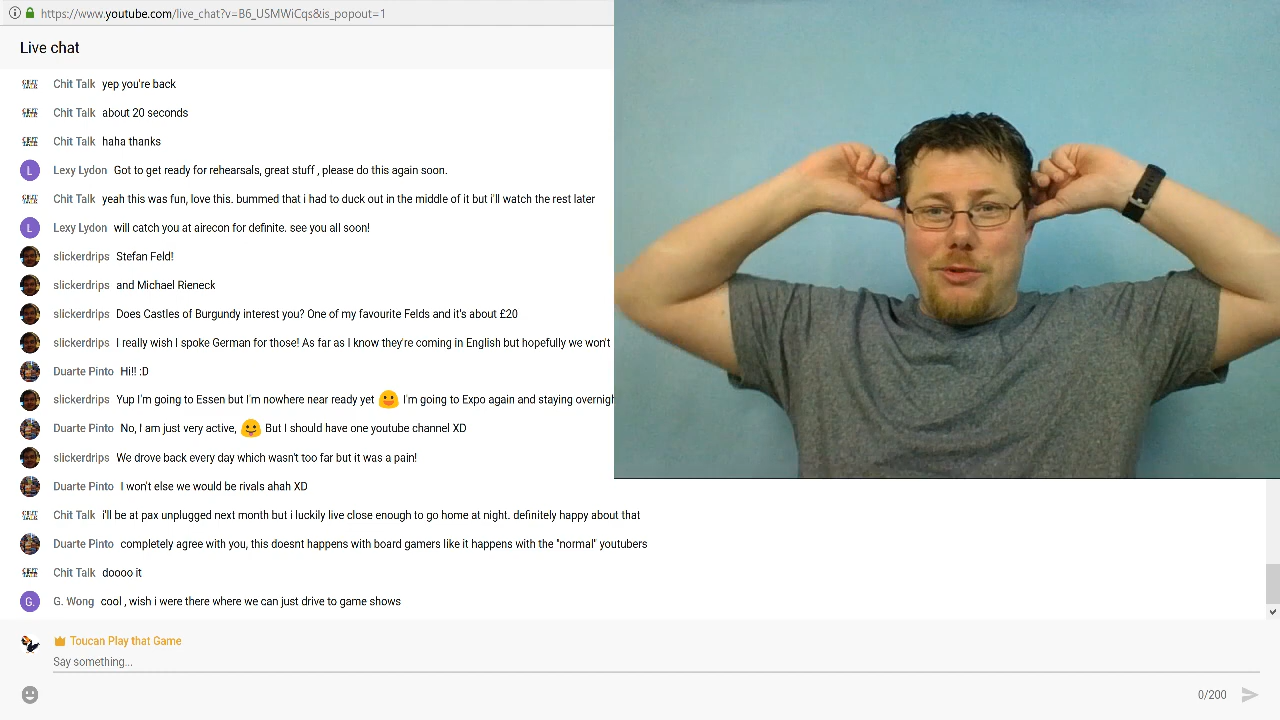 https://www.youtube.com/live_chat?v=B6_USMWiCqs&is_popout=1
Live chat
Chit Talk yep you're back
Chit Talk about 20 seconds
Chit Talk haha thanks
L Lexy Lydon Got to get ready for rehearsals, great stuff , please do this again soon.
Chit Talk yeah this was fun, love this..bummed that i had to duck out in the middle of it but i'll watch the rest later
L Lexy Lydon will catch you at airecon for definite. see you all soon!
slickerdrips Stefan Feld!
slickerdrips and Michael Rieneck
slickerdrips Does Castles of Burgundy interest you? One of my favourite Felds and it's about £20
slickerdrips I really wish I spoke German for those! As far as I know they're coming in English but hopefully we won't
Duarte Pinto Hi!! :D
slickerdrips Yup I'm going to Essen but I'm nowhere near ready yet I'm going to Expo again and staying overnigh
Duarte Pinto No, I am just very active, But I should have one youtube channel XD
slickerdrips We drove back every day which wasn't too far but it was a pain!
Duarte Pinto I won't else we would be rivals ahah XD
Chit Talk i'll be at pax unplugged next month but i luckily live close enough to go home at night. definitely happy about that
Duarte Pinto completely agree with you, this doesnt happens with board gamers like it happens with the "normal" youtubers
Chit Talk doooo it
G. G. Wong cool , wish i were there where we can just drive to game shows
Toucan Play that Game
Say something...
0/200